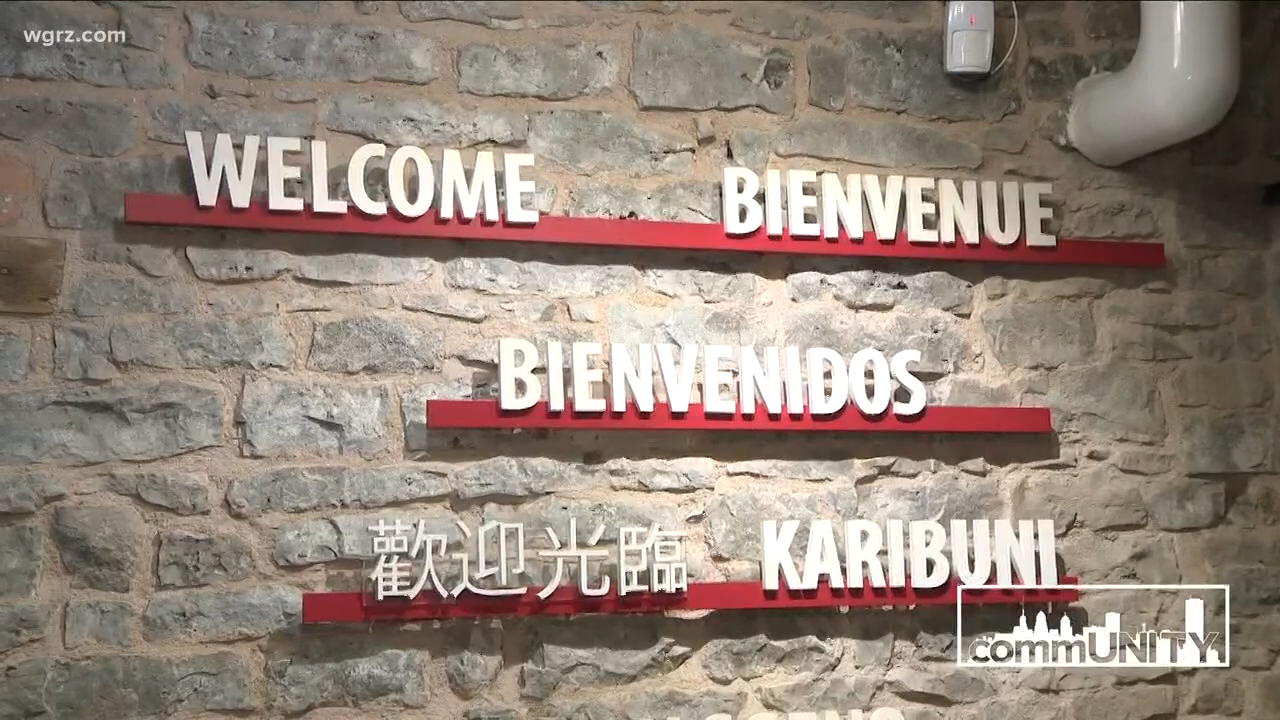 wgrz.com
WELCOME BIENVENUE
BIENVENIDOS
歡迎光臨 KARIBUNI
commUNITY